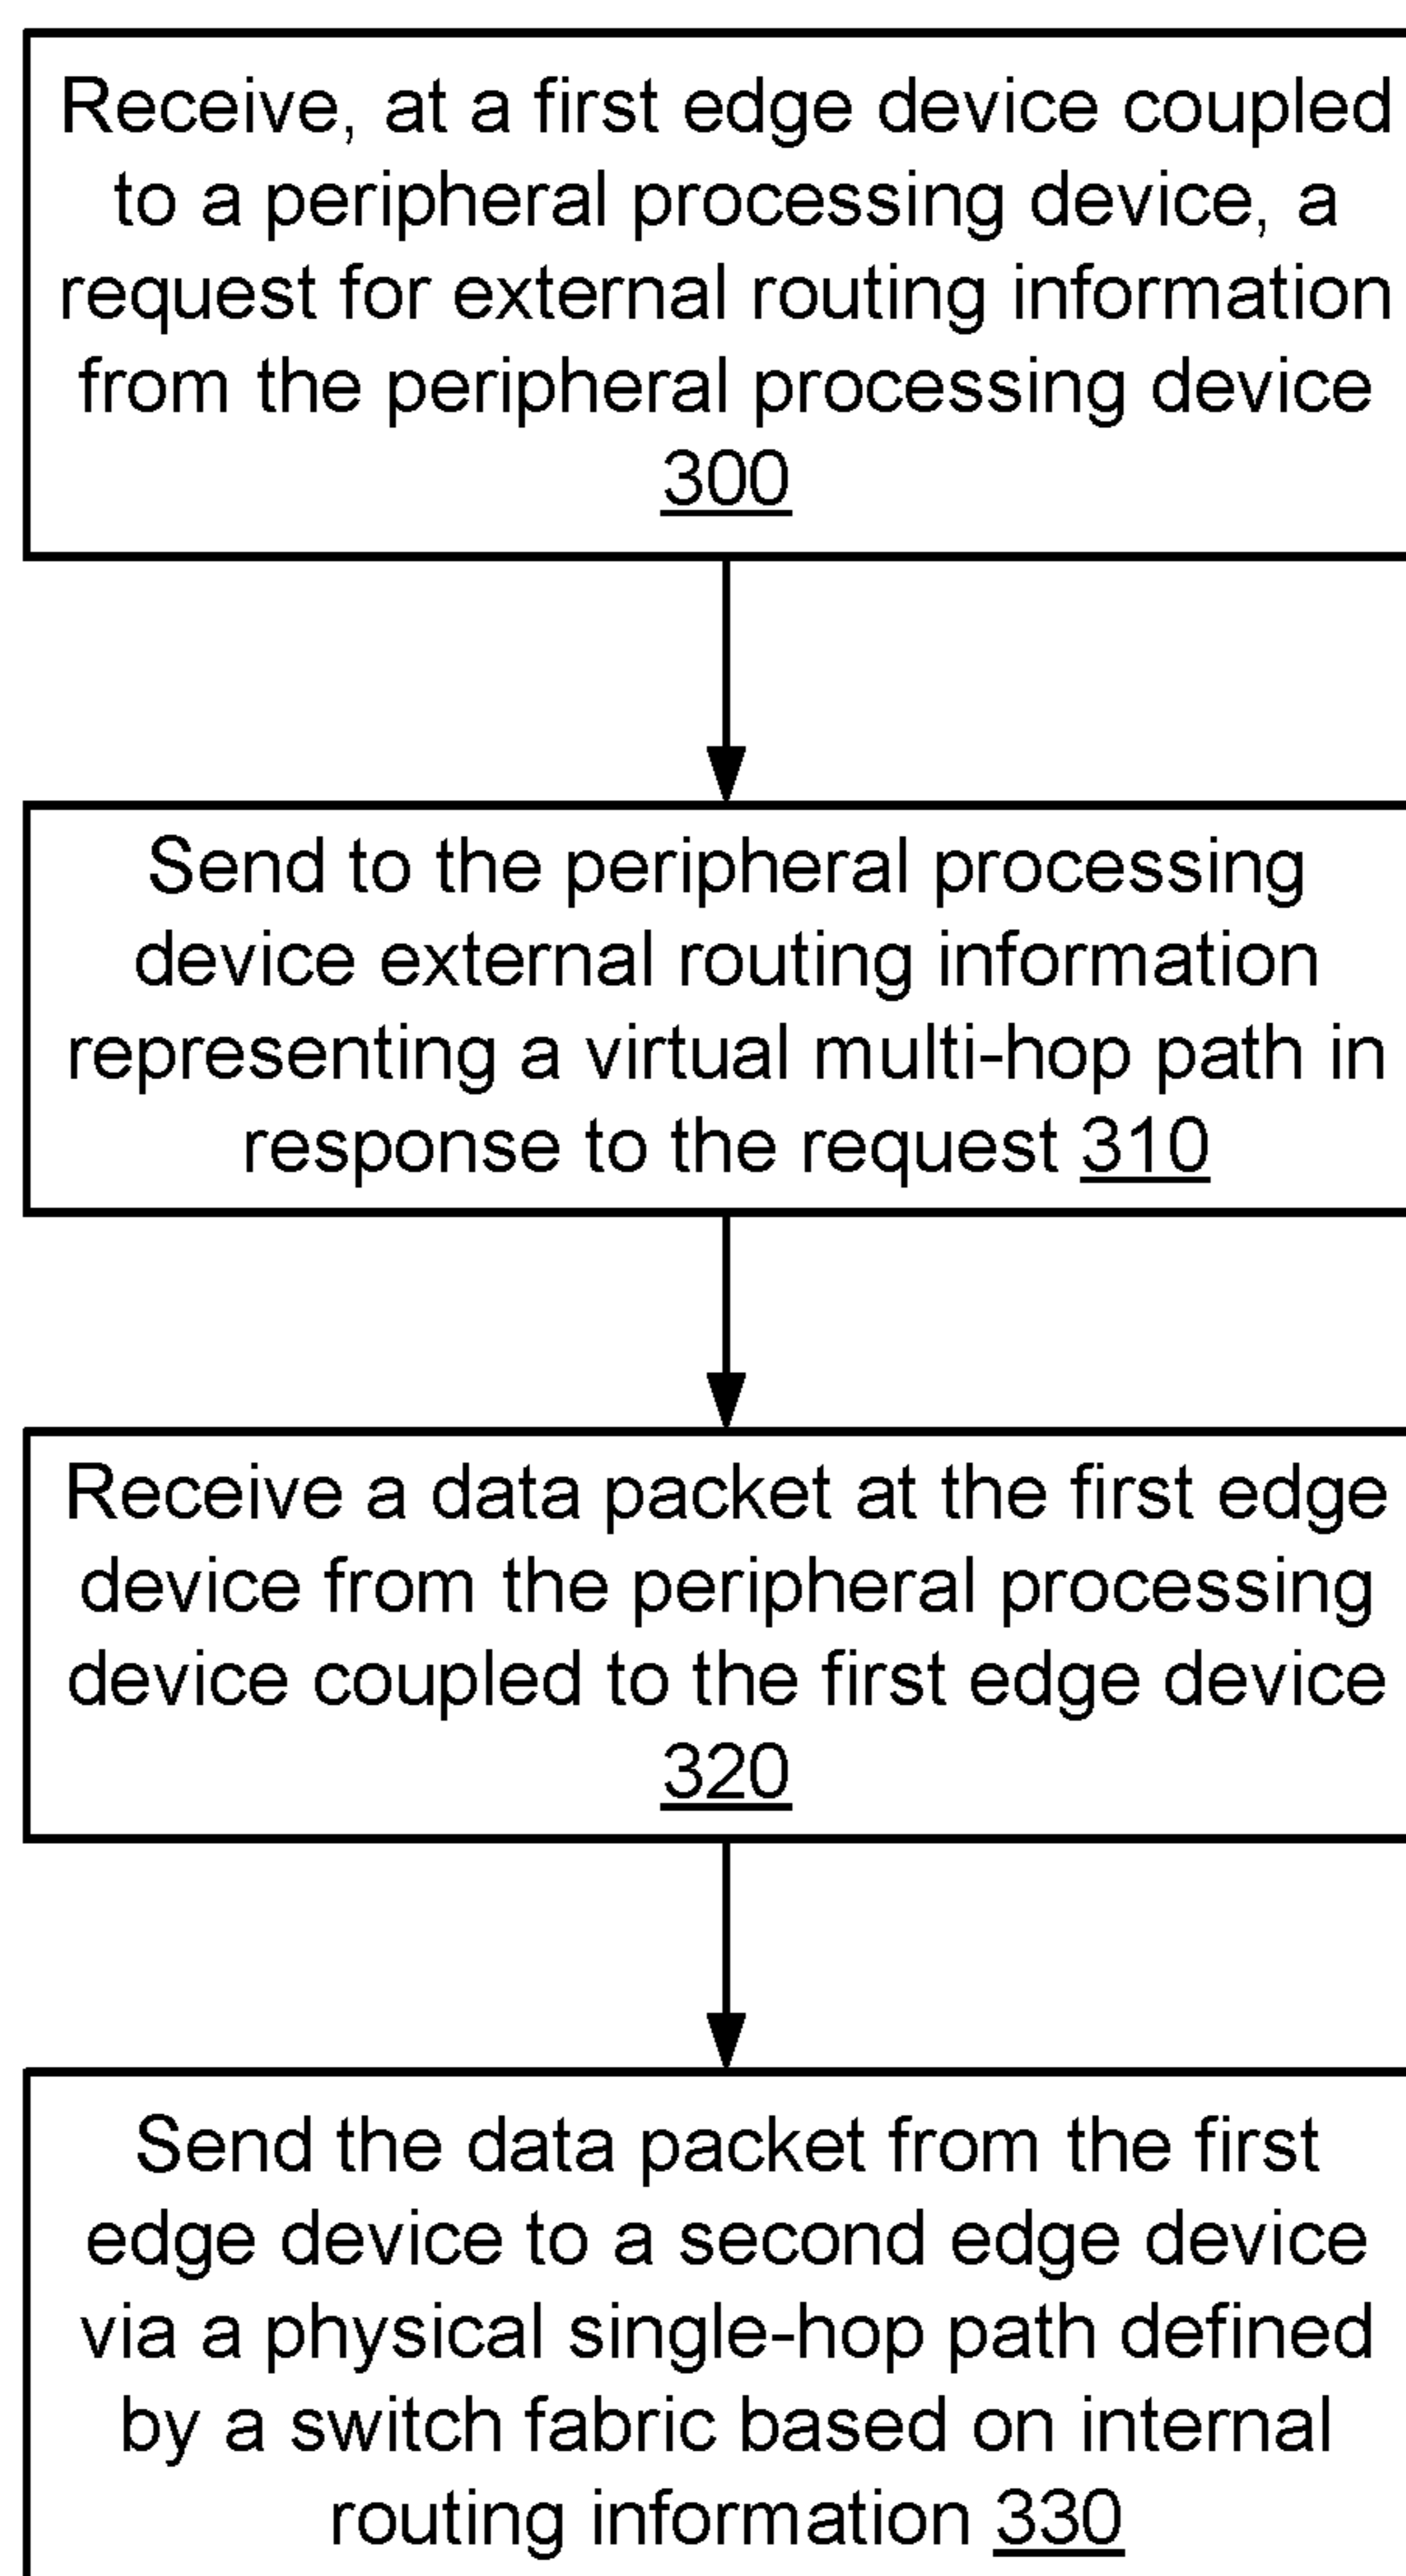 Receive, at a first edge device coupled
to a peripheral processing device, a
request for external routing information
from the peripheral processing device
300
Send to the peripheral processing
device external routing information
representing a virtual multi-hop path in
response to the request 310
Receive a data packet at the first edge
device from the peripheral processing
device coupled to the first edge device
320
Send the data packet from the first
edge device to a second edge device
via a physical single-hop path defined
by a switch fabric based on internal
routing information 330